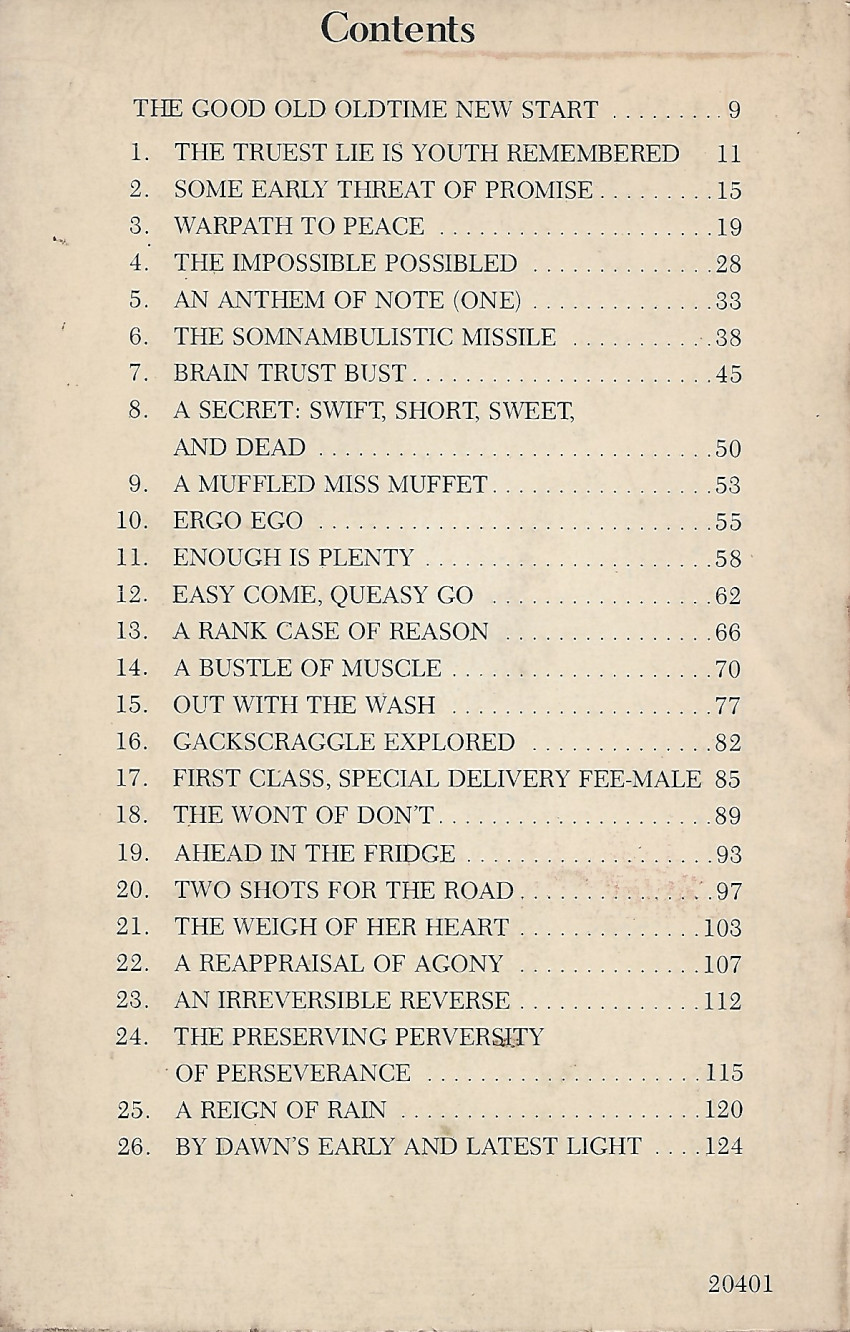 Contents
THE GOOD OLD OLDTIME NEW START . . . . . . . . . 9
1. THE TRUEST LIE IS YOUTH REMEMBERED 11
2. SOME EARLY THREAT OF PROMISE . . . . . . . . . 15
3. WARPATH TO PEACE . . . . . . . . . . . . . . . . . . . . . 19
4. THE IMPOSSIBLE POSSIBLED . . . . . . . . . . . . . . 28
5. AN ANTHEM OF NOTE (ONE) . . . . . . . . . . . . . . 33
6. THE SOMNAMBULISTIC MISSILE . . . . . . . . . . . 38
7. BRAIN TRUST BUST . . . . . . . . . . . . . . . . . . . . . . . 45
8. A SECRET: SWIFT, SHORT, SWEET,
AND DEAD . . . . . . . . . . . . . . . . . . . . . . . . . . . . . . 50
9. A MUFFLED MISS MUFFET . . . . . . . . . . . . . . . . . 53
10. ERGO EGO . . . . . . . . . . . . . . . . . . . . . . . . . . . . . . 55
11. ENOUGH IS PLENTY . . . . . . . . . . . . . . . . . . . . . . 58
12. EASY COME, QUEASY GO . . . . . . . . . . . . . . . . . 62
13. A RANK CASE OF REASON . . . . . . . . . . . . . . . . 66
14. A BUSTLE OF MUSCLE . . . . . . . . . . . . . . . . . . . . 70
15. OUT WITH THE WASH . . . . . . . . . . . . . . . . . . . . 77
16. GACKSCRAGGLE EXPLORED . . . . . . . . . . . . . . 82
17. FIRST CLASS, SPECIAL DELIVERY FEE-MALE 85
18. THE WONT OF DON'T . . . . . . . . . . . . . . . . . . . . . 89
19. AHEAD IN THE FRIDGE . . . . . . . . . . . . . . . . . . . 93
20. TWO SHOTS FOR THE ROAD . . . . . . . . . . . . . . . 97
21. THE WEIGH OF HER HEART . . . . . . . . . . . . . . 103
22. A REAPPRAISAL OF AGONY . . . . . . . . . . . . . . 107
23. AN IRREVERSIBLE REVERSE . . . . . . . . . . . . . . 112
24. THE PRESERVING PERVERSITY
OF PERSEVERANCE . . . . . . . . . . . . . . . . . . . . . 115
25. A REIGN OF RAIN . . . . . . . . . . . . . . . . . . . . . . . 120
26. BY DAWN'S EARLY AND LATEST LIGHT . . . . 124
20401